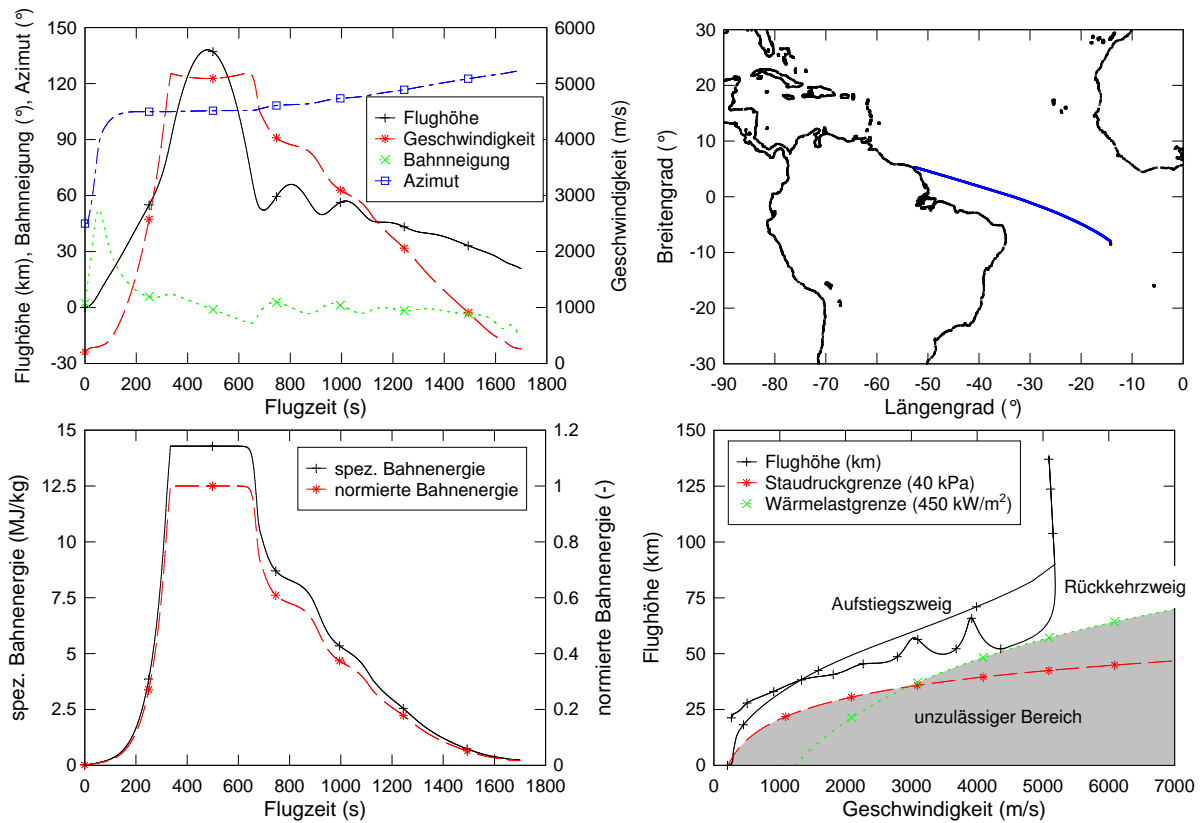 Flughöhe (km), Bahnneigung (°), Azimut (°)
150
120
90
60
30
0
-30
6000
5000
4000
3000
2000
1000
0
Geschwindigkeit (m/s)
Flughöhe
Geschwindigkeit
Bahnneigung
Azimut
0 200 400 600 800 1000 1200 1400 1600 1800
Flugzeit (s)
Breitengrad (°)
30
20
10
0
-10
-20
-30
-90 -80 -70 -60 -50 -40 -30 -20 -10 0
Längengrad (°)
spez. Bahnenergie (MJ/kg)
15
12.5
10
7.5
5
2.5
0
1.2
1
0.8
0.6
0.4
0.2
0
normierte Bahnenergie (-)
spez. Bahnenergie
normierte Bahnenergie
0 200 400 600 800 1000 1200 1400 1600 1800
Flugzeit (s)
Flughöhe (km)
150
125
100
75
50
25
0
Flughöhe (km)
Staudruckgrenze (40 kPa)
Wärmelastgrenze (450 kW/m²)
Rückkehrzweig
Aufstiegszweig
unzulässiger Bereich
0 1000 2000 3000 4000 5000 6000 7000
Geschwindigkeit (m/s)